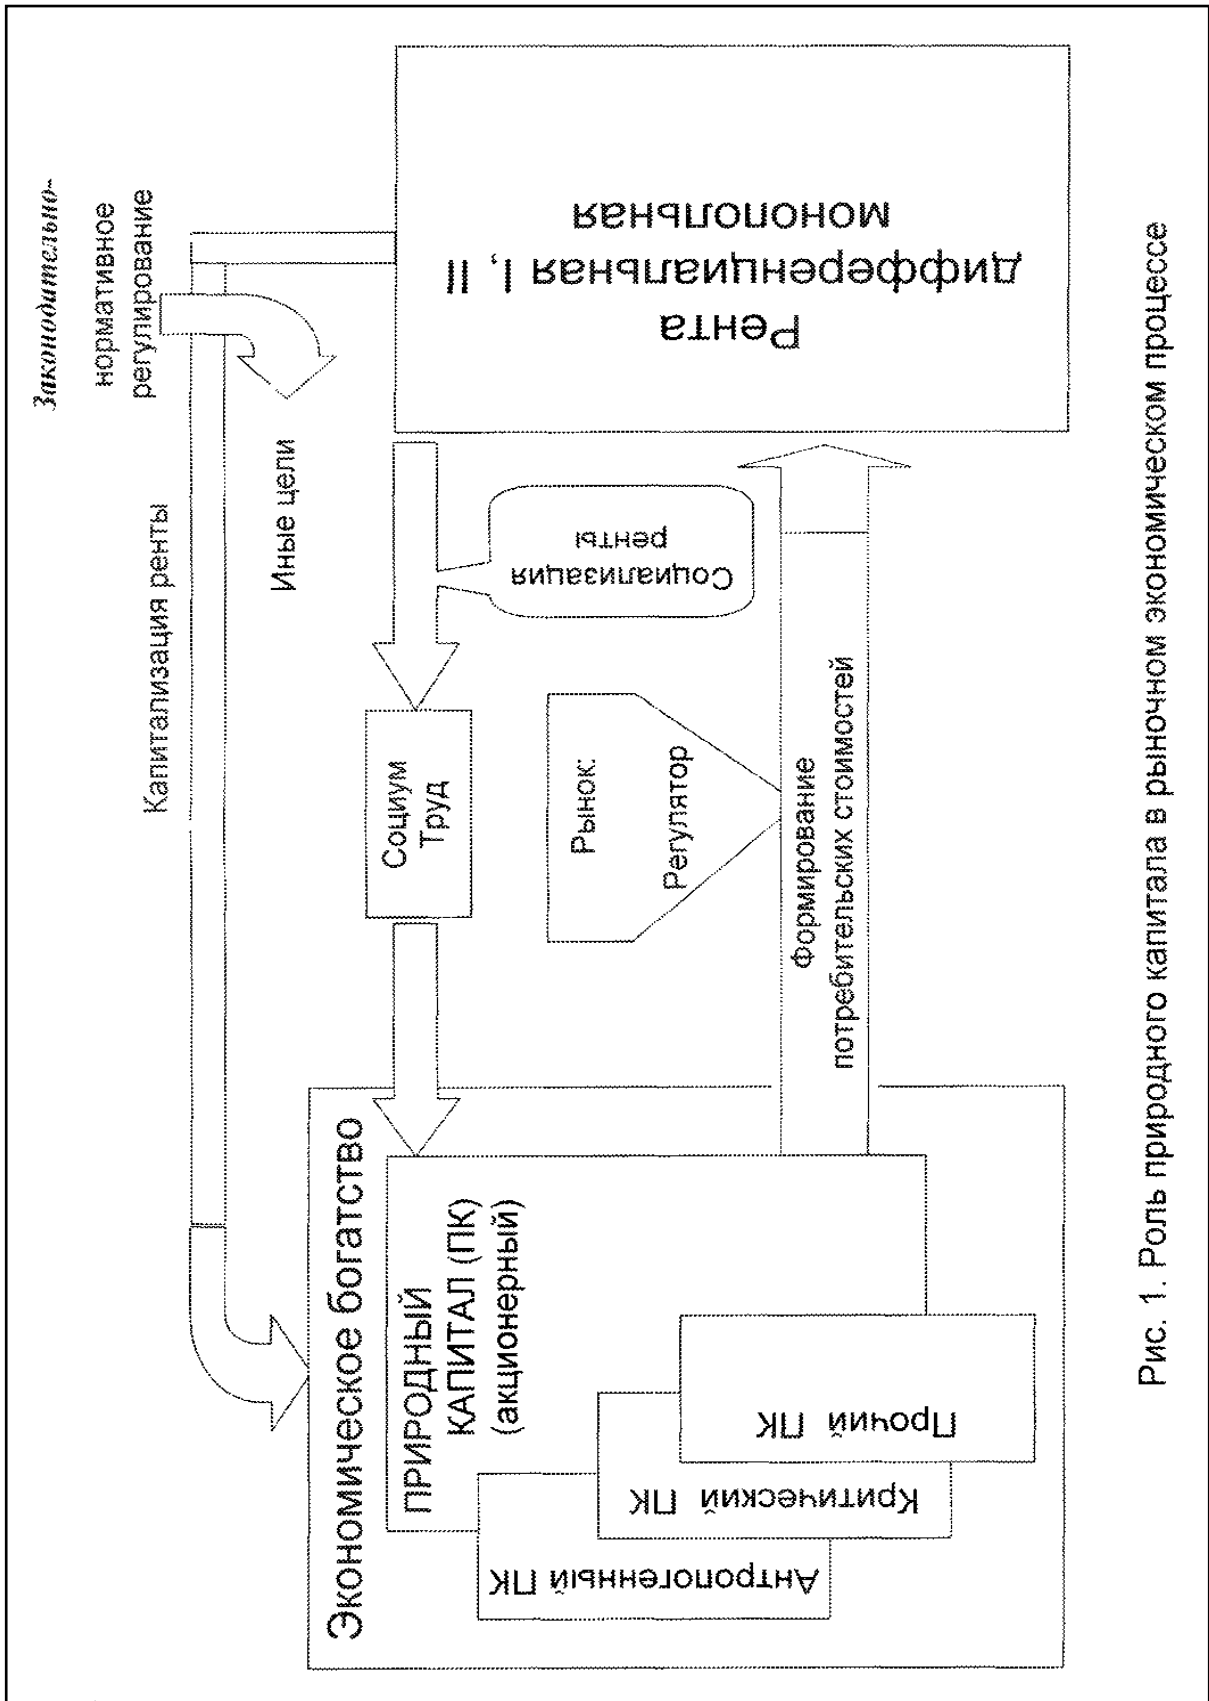 Законодительно-
нормативное
регулирование
Капитализация ренты
Иные цели
Экономическое богатство
ПРИРОДНЫЙ
КАПИТАЛ (ПК)
(акционерный)
Антропогенный ПК
Критический ПК
Прочий ПК
Социум
Труд
Социализация
ренты
Рынок:
Регулятор
Формирование
потребительских стоимостей
Рента
дифференциальная I, II
монопольная
Рис. 1. Роль природного капитала в рыночном экономическом процессе